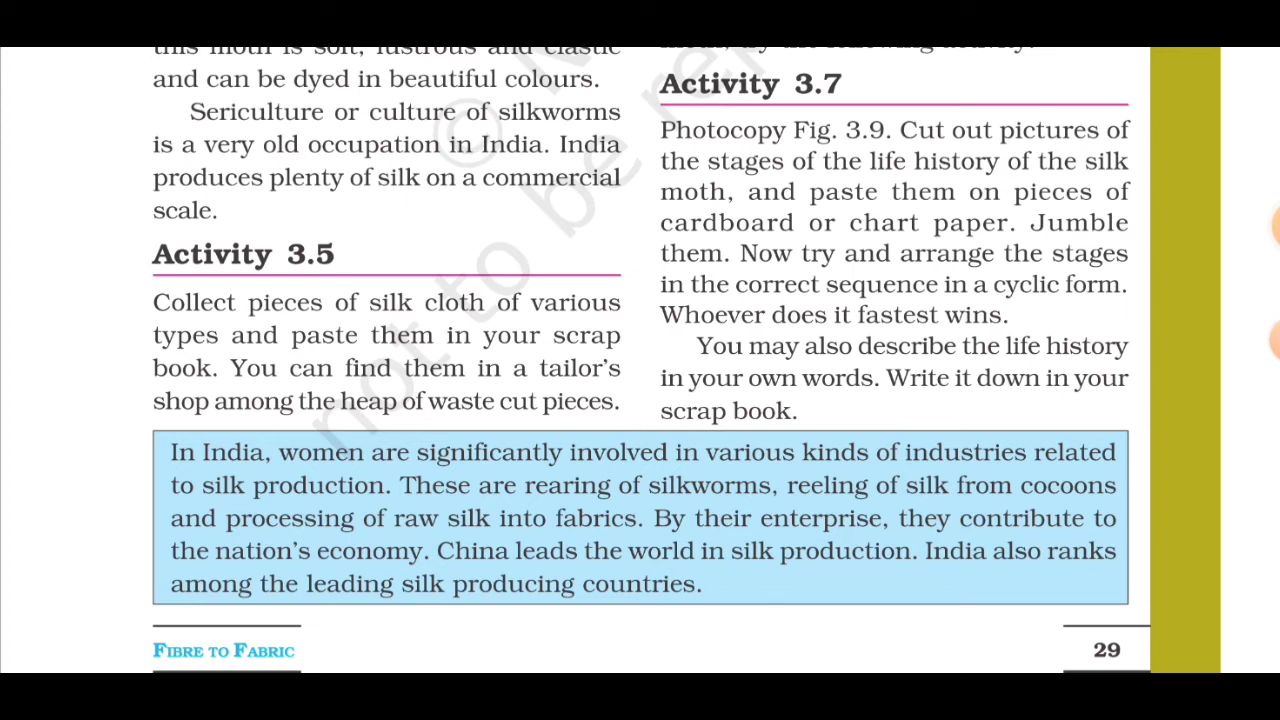 this moth is soft, lustrous and elastic
and can be dyed in beautiful colours.
Sericulture or culture of silkworms
is a very old occupation in India. India
produces plenty of silk on a commercial
scale.
Activity 3.5
Collect pieces of silk cloth of various
types and paste them in your scrap
book. You can find them in a tailor's
shop among the heap of waste cut pieces.
Activity 3.7
Photocopy Fig. 3.9. Cut out pictures of
the stages of the life history of the silk
moth, and paste them on pieces of
cardboard or chart paper. Jumble
them. Now try and arrange the stages
in the correct sequence in a cyclic form.
Whoever does it fastest wins.
You may also describe the life history
in your own words. Write it down in your
scrap book.
In India, women are significantly involved in various kinds of industries related
to silk production. These are rearing of silkworms, reeling of silk from cocoons
and processing of raw silk into fabrics. By their enterprise, they contribute to
the nation's economy. China leads the world in silk production. India also ranks
among the leading silk producing countries.
FIBRE TO FABRIC
29
©
not to be